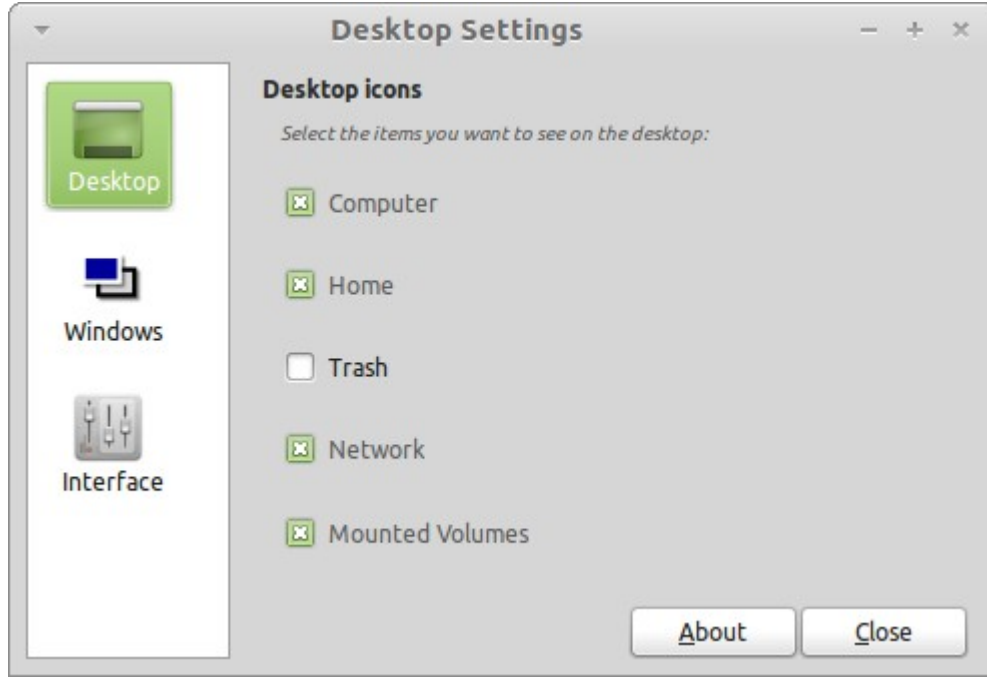 Desktop Settings
Desktop
Windows
Interface
Desktop icons
Select the items you want to see on the desktop:
Computer
Home
Trash
Network
Mounted Volumes
About
Close